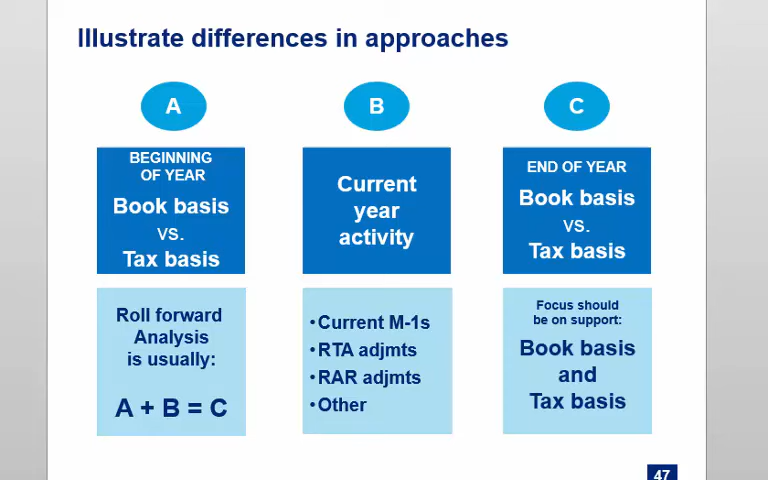 Illustrate differences in approaches
A
BEGINNING
OF YEAR
Book basis
VS.
Tax basis
Roll forward
Analysis
is usually:
A + B = C
B
Current
year
activity
•Current M-1s
•RTA adjmts
•RAR adjmts
•Other
C
END OF YEAR
Book basis
VS.
Tax basis
Focus should
be on support:
Book basis
and
Tax basis
47